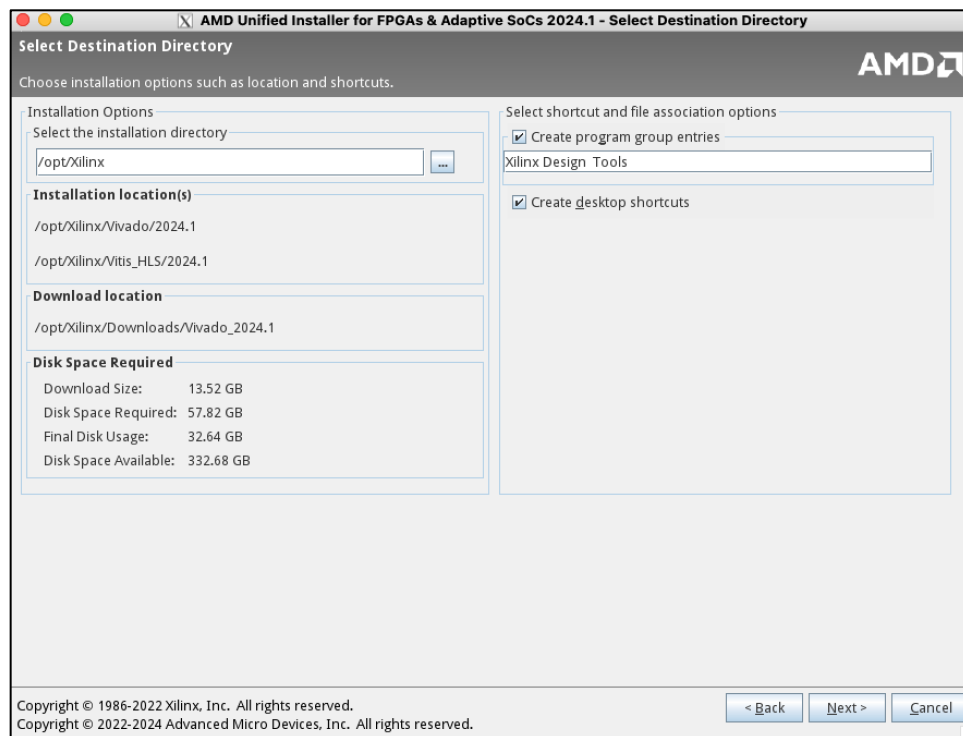 AMD Unified Installer for FPGAs & Adaptive SoCs 2024.1 - Select Destination Directory
Select Destination Directory
AMD
Choose installation options such as location and shortcuts.
Installation Options
Select the installation directory
/opt/Xilinx
...
Installation location(s)
/opt/Xilinx/Vivado/2024.1
/opt/Xilinx/Vitis_HLS/2024.1
Download location
/opt/Xilinx/Downloads/Vivado_2024.1
Disk Space Required
Download Size: 13.52 GB
Disk Space Required: 57.82 GB
Final Disk Usage: 32.64 GB
Disk Space Available: 332.68 GB
Select shortcut and file association options
Create program group entries
Xilinx Design Tools
Create desktop shortcuts
Copyright © 1986-2022 Xilinx, Inc. All rights reserved.
Copyright © 2022-2024 Advanced Micro Devices, Inc. All rights reserved.
< Back
Next >
Cancel